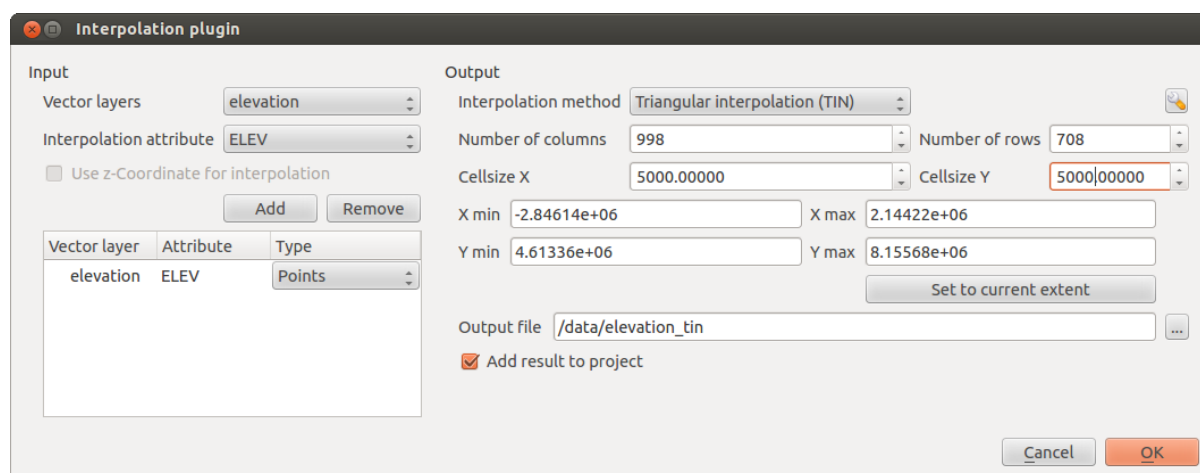 Interpolation plugin
Input
Vector layers elevation
Interpolation attribute ELEV
Use z-Coordinate for interpolation
Add Remove
Vector layer Attribute Type
elevation ELEV Points
Output
Interpolation method Triangular interpolation (TIN)
Number of columns 998 Number of rows 708
Cellsize X 5000.00000 Cellsize Y 5000.00000
X min -2.84614e+06 X max 2.14422e+06
Y min 4.61336e+06 Y max 8.15568e+06
Set to current extent
Output file /data/elevation_tin ...
Add result to project
Cancel OK